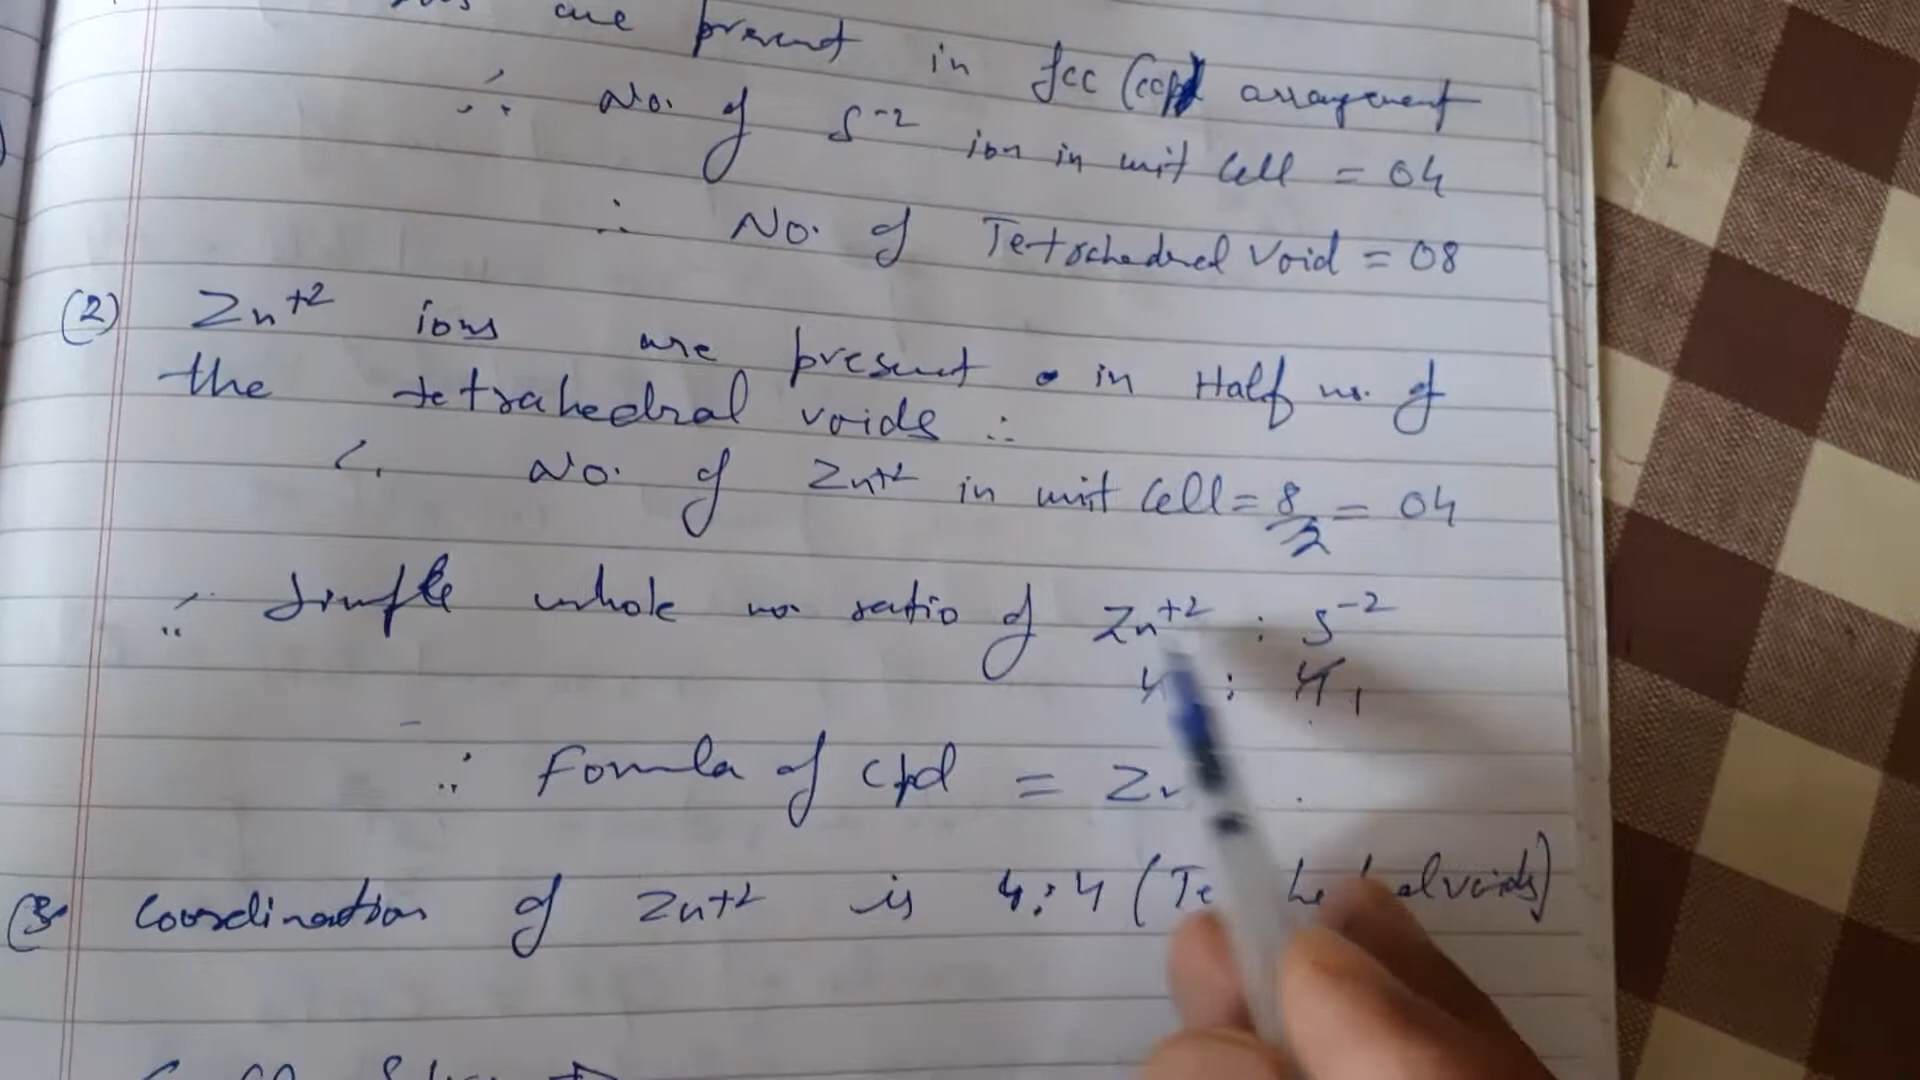 are present in fcc (ccp) arrangement
∴ No. of S⁻² ion in unit Cell = 04
∴ No. of Tetrahedral Void = 08
(2) Zn⁺² ions are present in Half no. of
the tetrahedral voids ∴
∴ No. of Zn⁺² in unit Cell = 8/2 = 04
∴ Simple whole no. ratio of Zn⁺² : S⁻²
4 : 4 1
∴ Formula of cpd =
(3 Coordination of Zn⁺² is 4:4 (